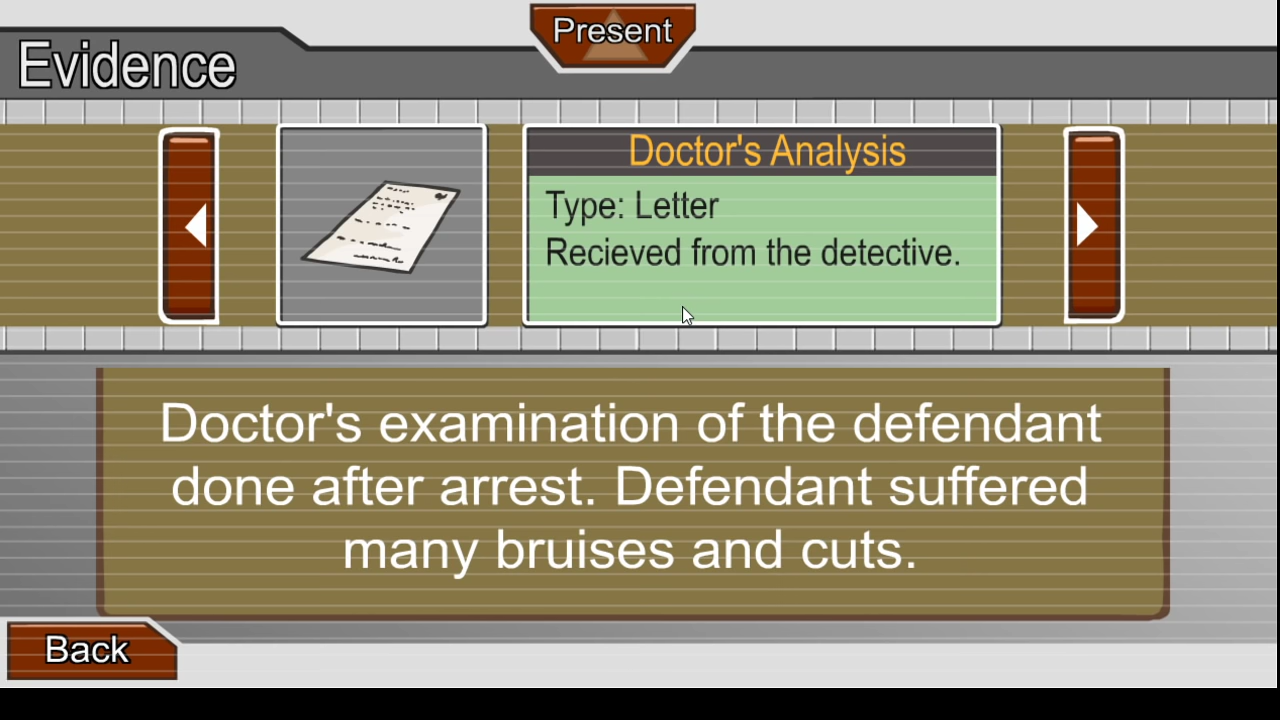 Present
Evidence
Doctor's Analysis
Type: Letter
Recieved from the detective.
Doctor's examination of the defendant
done after arrest. Defendant suffered
many bruises and cuts.
Back